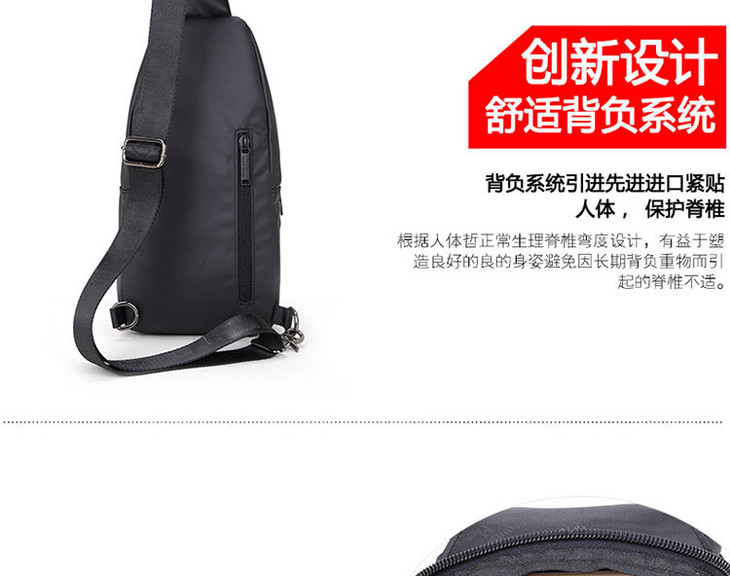 创新设计
舒适背负系统
背负系统引进先进进口紧贴
人体， 保护脊椎
根据人体哲正常生理脊椎弯度设计，有益于塑
造良好的良的身姿避免因长期背负重物而引
起的脊椎不适。